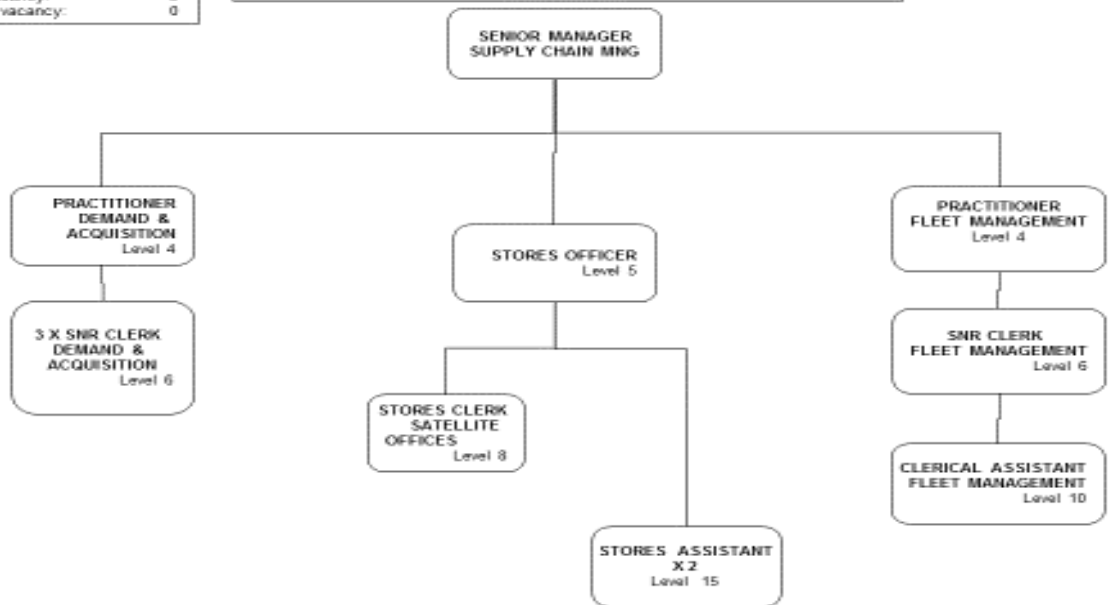 vacancy: 0
SENIOR MANAGER
SUPPLY CHAIN MNG
PRACTITIONER
DEMAND &
ACQUISITION
Level 4
3 X SNR CLERK
DEMAND &
ACQUISITION
Level 6
STORES OFFICER
Level 5
STORES CLERK
SATELLITE
OFFICES
Level 8
STORES ASSISTANT
X 2
Level 15
PRACTITIONER
FLEET MANAGEMENT
Level 4
SNR CLERK
FLEET MANAGEMENT
Level 6
CLERICAL ASSISTANT
FLEET MANAGEMENT
Level 10